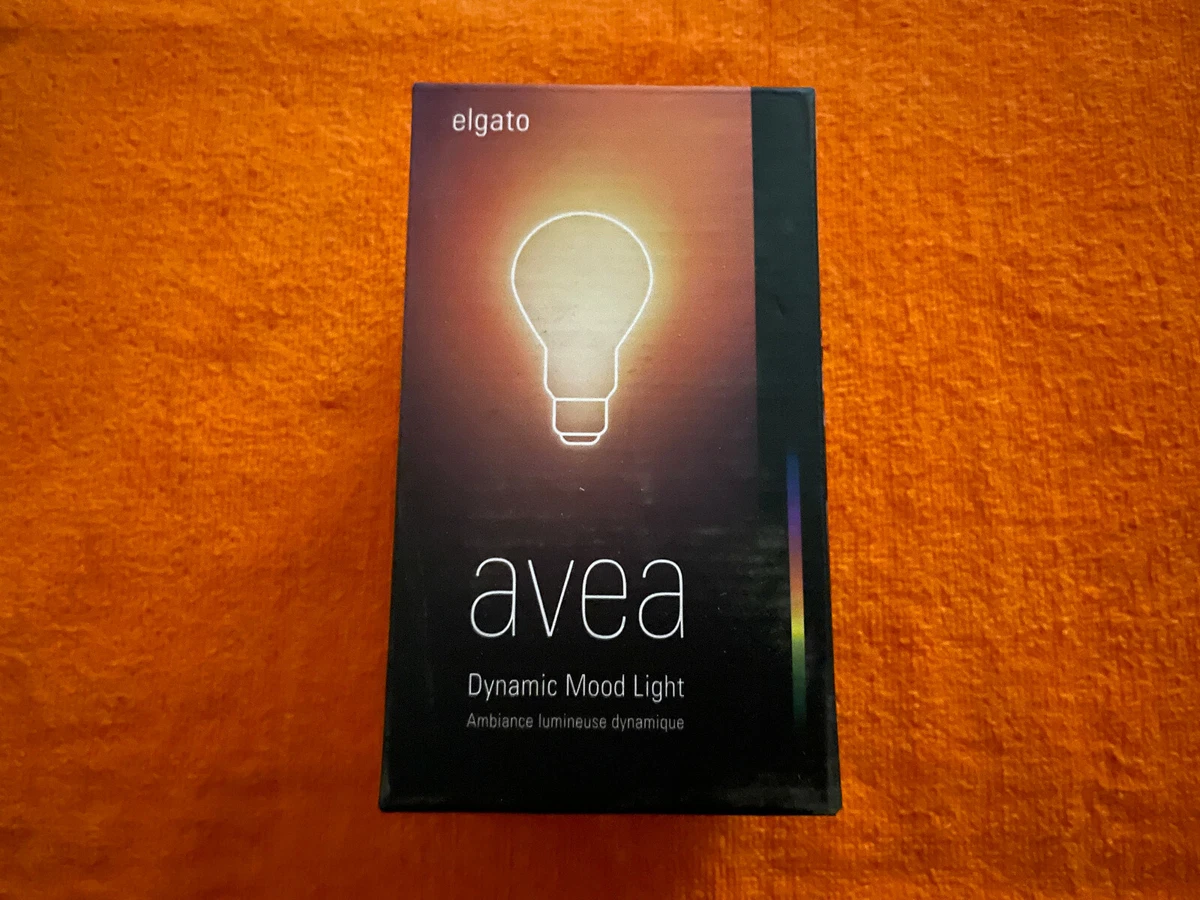 elgato
avea
Dynamic Mood Light
Ambiance lumineuse dynamique